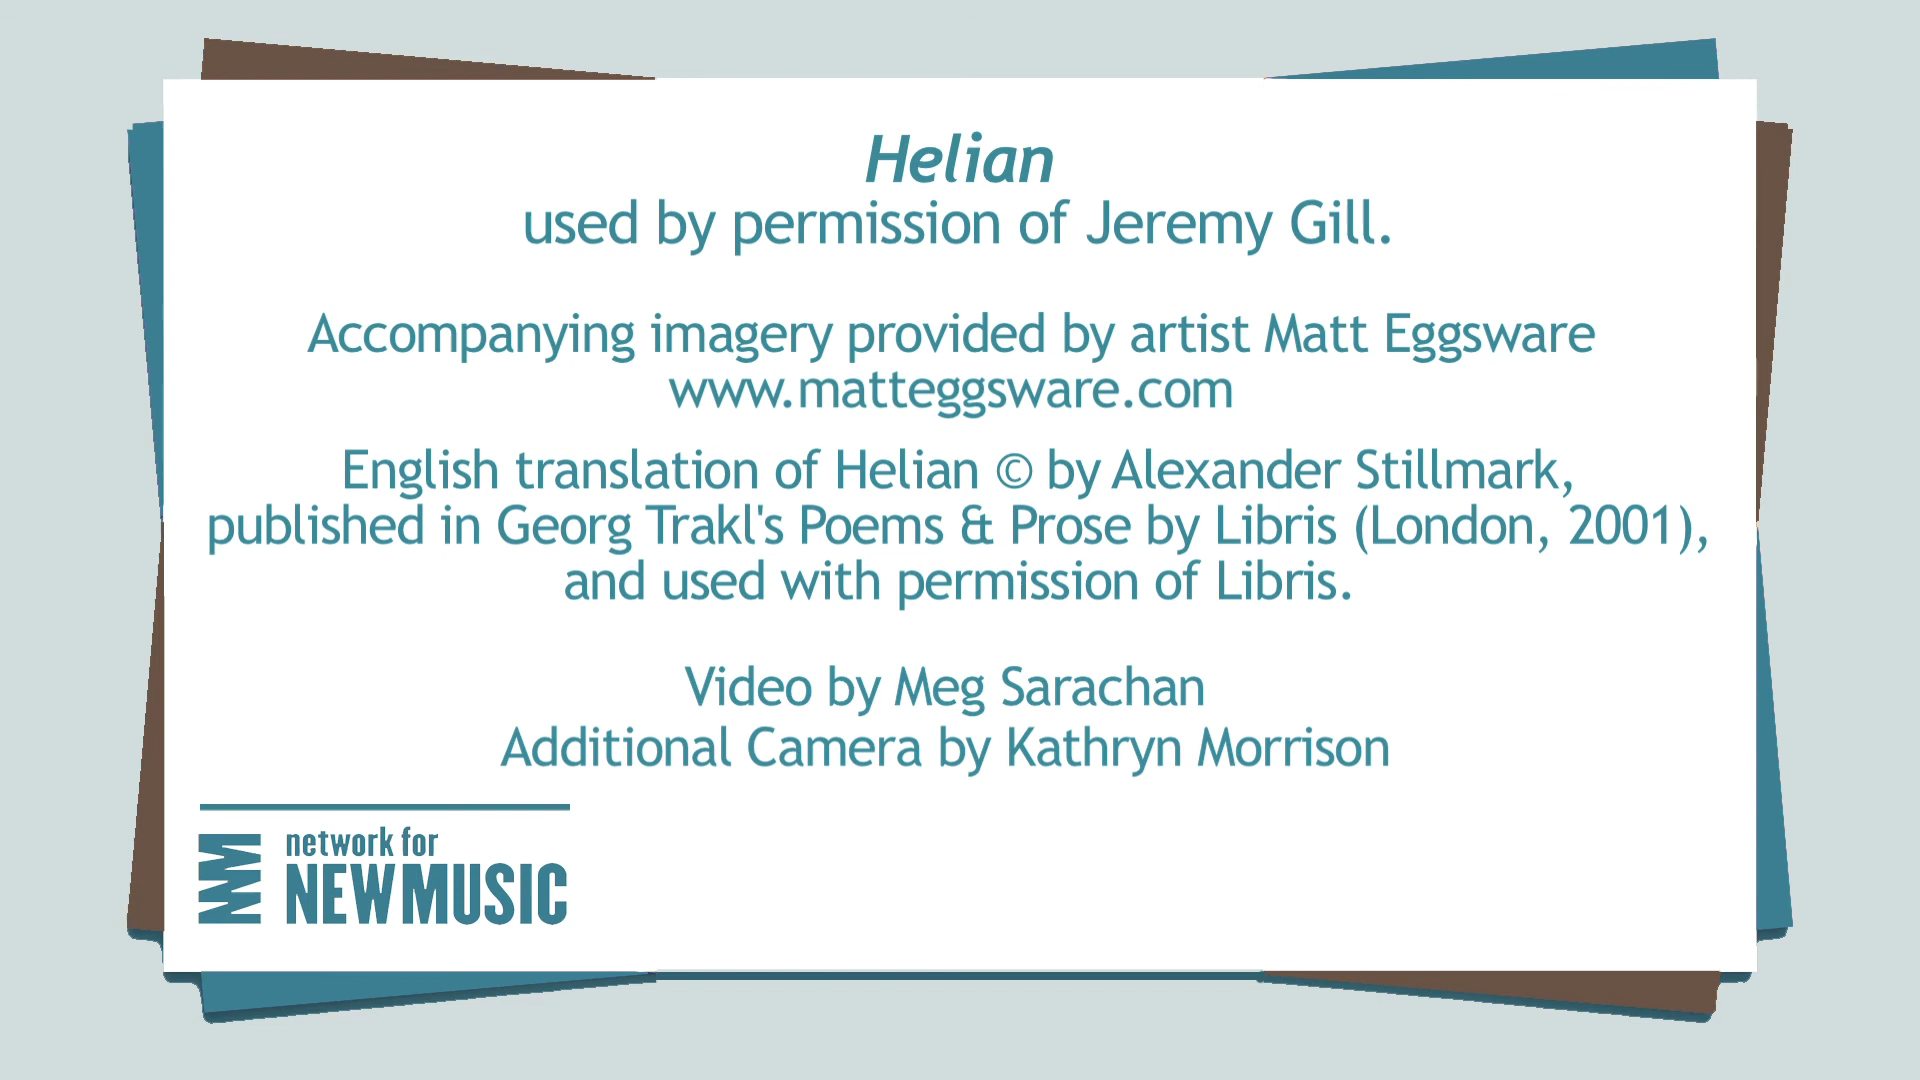 Helian
used by permission of Jeremy Gill.
Accompanying imagery provided by artist Matt Eggsware
www.matteggsware.com
English translation of Helian © by Alexander Stillmark,
published in Georg Trakl's Poems & Prose by Libris (London, 2001),
and used with permission of Libris.
Video by Meg Sarachan
Additional Camera by Kathryn Morrison
NM
network for
NEWMUSIC